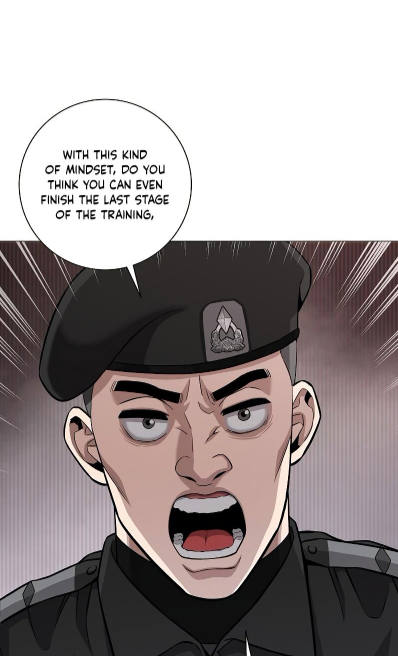 WITH THIS KIND
OF MINDSET, DO YOU
THINK YOU CAN EVEN
FINISH THE LAST STAGE
OF THE TRAINING,